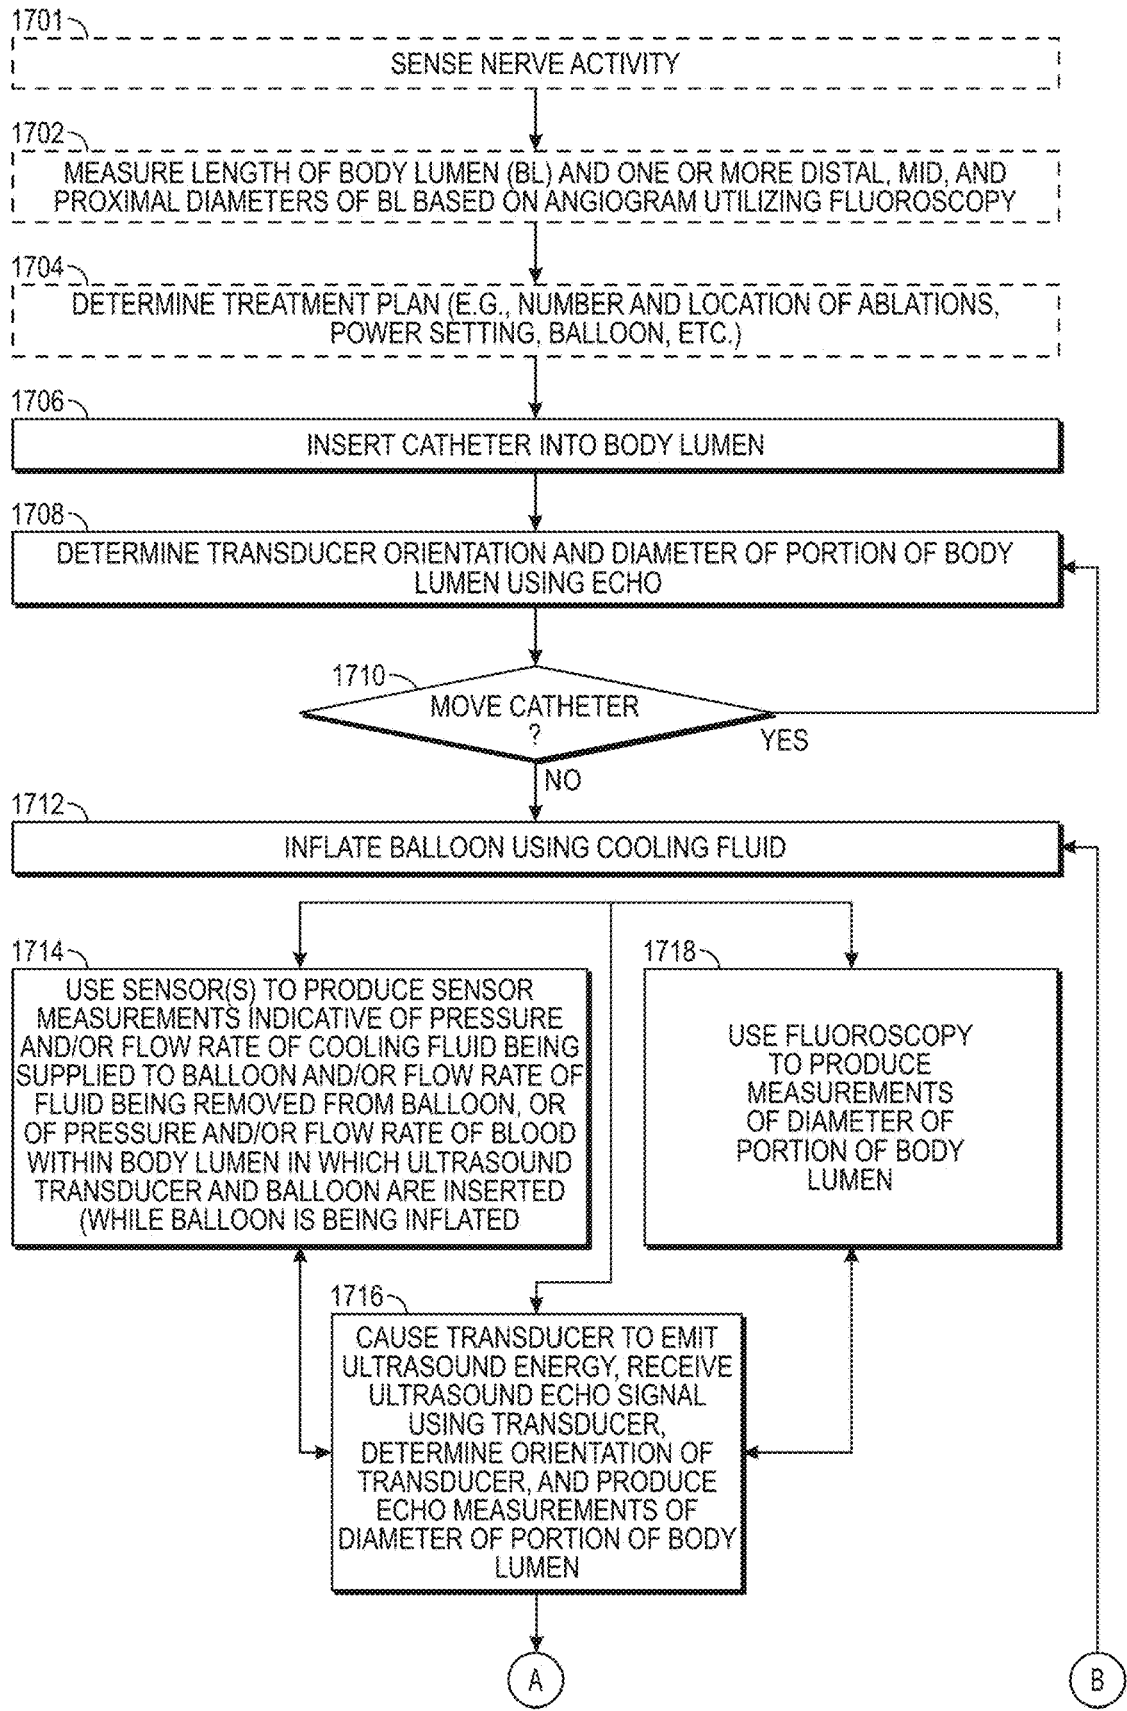 1701
SENSE NERVE ACTIVITY
1702
MEASURE LENGTH OF BODY LUMEN (BL) AND ONE OR MORE DISTAL, MID, AND
PROXIMAL DIAMETERS OF BL BASED ON ANGIOGRAM UTILIZING FLUOROSCOPY
1704
DETERMINE TREATMENT PLAN (E.G., NUMBER AND LOCATION OF ABLATIONS,
POWER SETTING, BALLOON, ETC.)
1706
INSERT CATHETER INTO BODY LUMEN
1708
DETERMINE TRANSDUCER ORIENTATION AND DIAMETER OF PORTION OF BODY
LUMEN USING ECHO
1710
MOVE CATHETER
?
YES
NO
1712
INFLATE BALLOON USING COOLING FLUID
1714
USE SENSOR(S) TO PRODUCE SENSOR
MEASUREMENTS INDICATIVE OF PRESSURE
AND/OR FLOW RATE OF COOLING FLUID BEING
SUPPLIED TO BALLOON AND/OR FLOW RATE OF
FLUID BEING REMOVED FROM BALLOON, OR
OF PRESSURE AND/OR FLOW RATE OF BLOOD
WITHIN BODY LUMEN IN WHICH ULTRASOUND
TRANSDUCER AND BALLOON ARE INSERTED
(WHILE BALLOON IS BEING INFLATED
1718
USE FLUOROSCOPY
TO PRODUCE
MEASUREMENTS
OF DIAMETER OF
PORTION OF BODY
LUMEN
1716
CAUSE TRANSDUCER TO EMIT
ULTRASOUND ENERGY, RECEIVE
ULTRASOUND ECHO SIGNAL
USING TRANSDUCER,
DETERMINE ORIENTATION OF
TRANSDUCER, AND PRODUCE
ECHO MEASUREMENTS OF
DIAMETER OF PORTION OF BODY
LUMEN
A
B